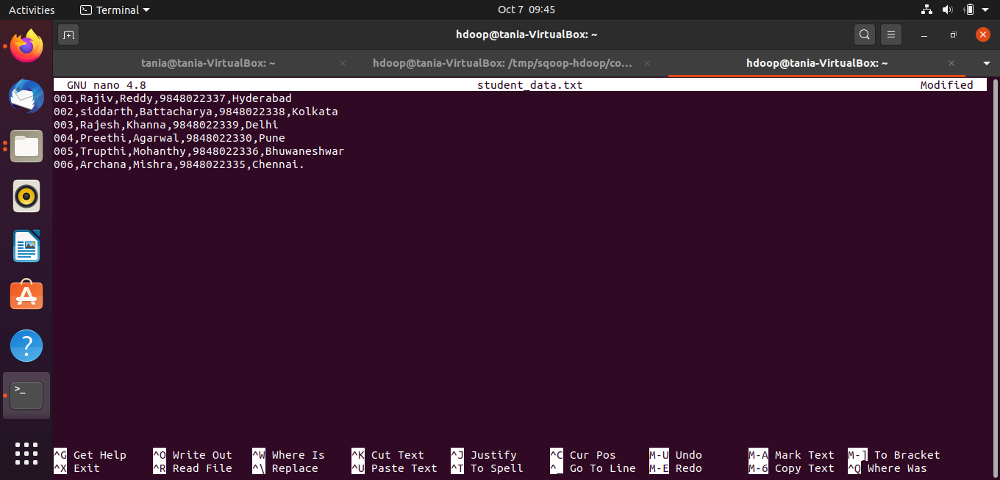 Activities Terminal Oct 7 09:45
hdoop@tania-VirtualBox: ~
tania@tania-VirtualBox: ~ hdoop@tania-VirtualBox: /tmp/sqoop-hdoop/co... hdoop@tania-VirtualBox: ~
GNU nano 4.8 student_data.txt Modified
001,Rajiv,Reddy,9848022337,Hyderabad
002,siddarth,Battacharya,9848022338,Kolkata
003,Rajesh,Khanna,9848022339,Delhi
004,Preethi,Agarwal,9848022330,Pune
005,Trupthi,Mohanthy,9848022336,Bhuwaneshwar
006,Archana,Mishra,9848022335,Chennai.
^G Get Help ^O Write Out ^W Where Is ^K Cut Text ^J Justify ^C Cur Pos M-U Undo M-A Mark Text M-] To Bracket
^X Exit ^R Read File ^\ Replace ^U Paste Text ^T To Spell ^_ Go To Line M-E Redo M-6 Copy Text ^Q Where Was